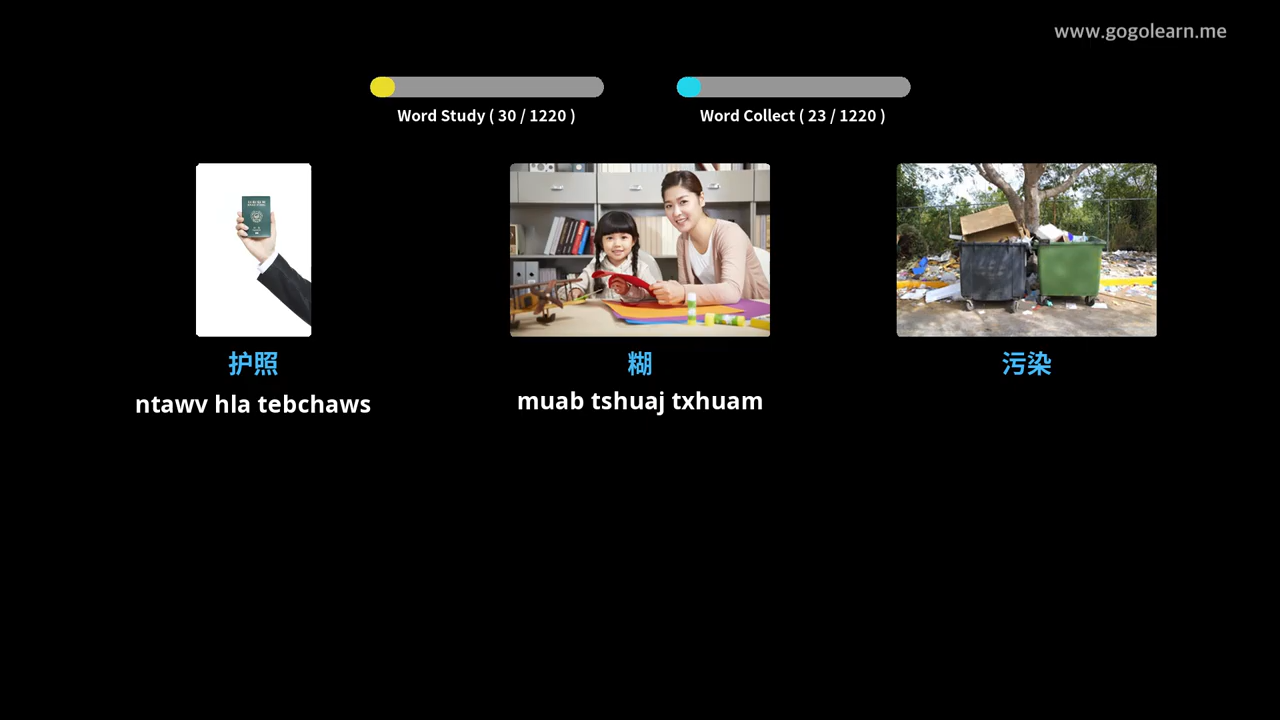 www.gogolearn.me
Word Study ( 30 / 1220 )
Word Collect ( 23 / 1220 )
护照
糊
污染
ntawv hla tebchaws
muab tshuaj txhuam